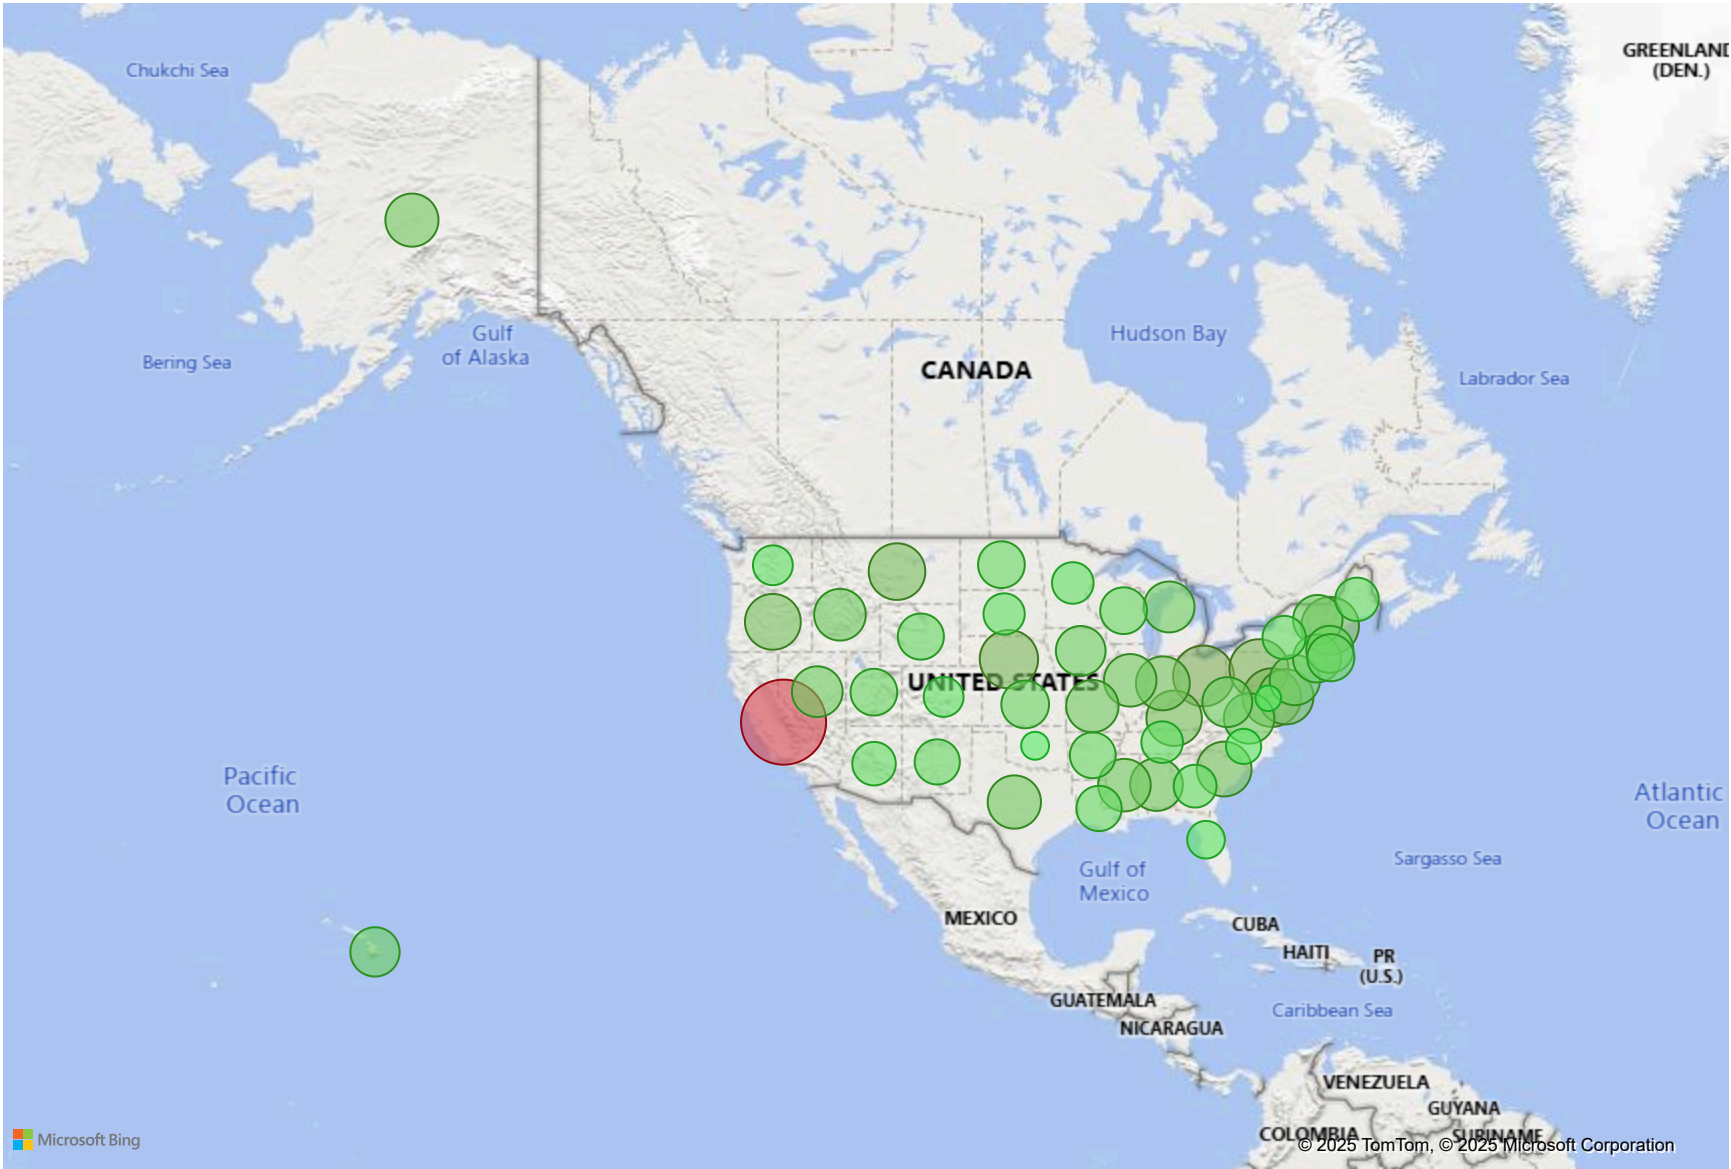 GREENLAND
(DEN.)
Chukchi Sea
Gulf
of Alaska
Hudson Bay
Bering Sea
CANADA
Labrador Sea
UNITED STATES
Pacific
Ocean
Atlantic
Ocean
Gulf of
Mexico
Sargasso Sea
MEXICO
CUBA
HAITI
PR
(U.S.)
GUATEMALA
Caribbean Sea
NICARAGUA
VENEZUELA
GUYANA
COLOMBIA
SURINAME
Microsoft Bing
© 2025 TomTom, © 2025 Microsoft Corporation